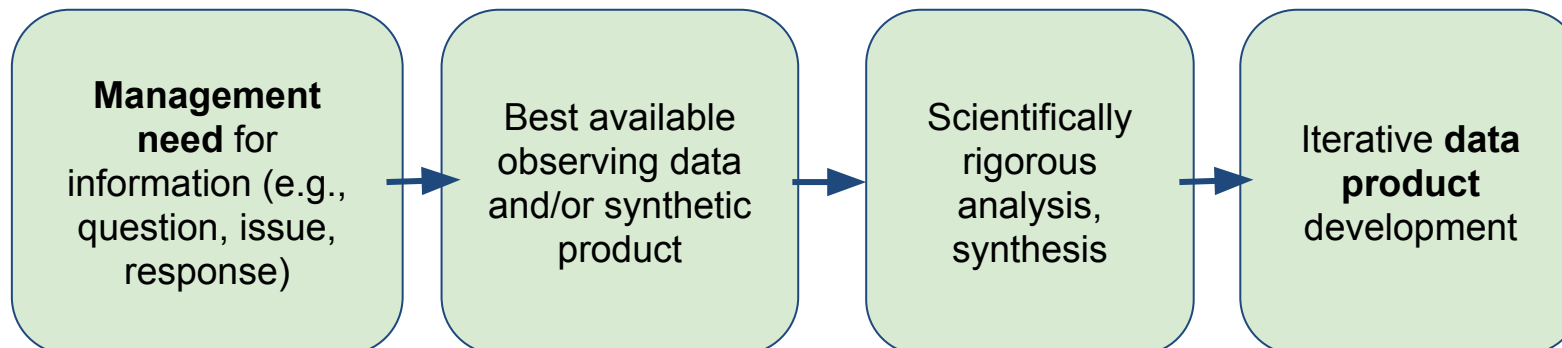 Management
need for
information (e.g.,
question, issue,
response)
Best available
observing data
and/or synthetic
product
Scientifically
rigorous
analysis,
synthesis
Iterative data
product
development